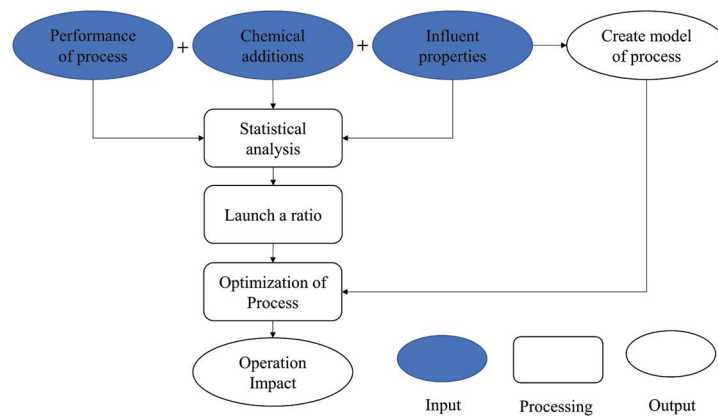 Performance
of process
+
Chemical
additions
+
Influent
properties
Create model
of process
Statistical
analysis
Launch a ratio
Optimization of
Process
Operation
Impact
Input
Processing
Output